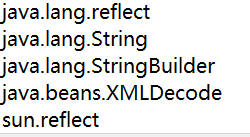 java.lang.reflect
java.lang.String
java.lang.StringBuilder
java.beans.XMLDecode
sun.reflect